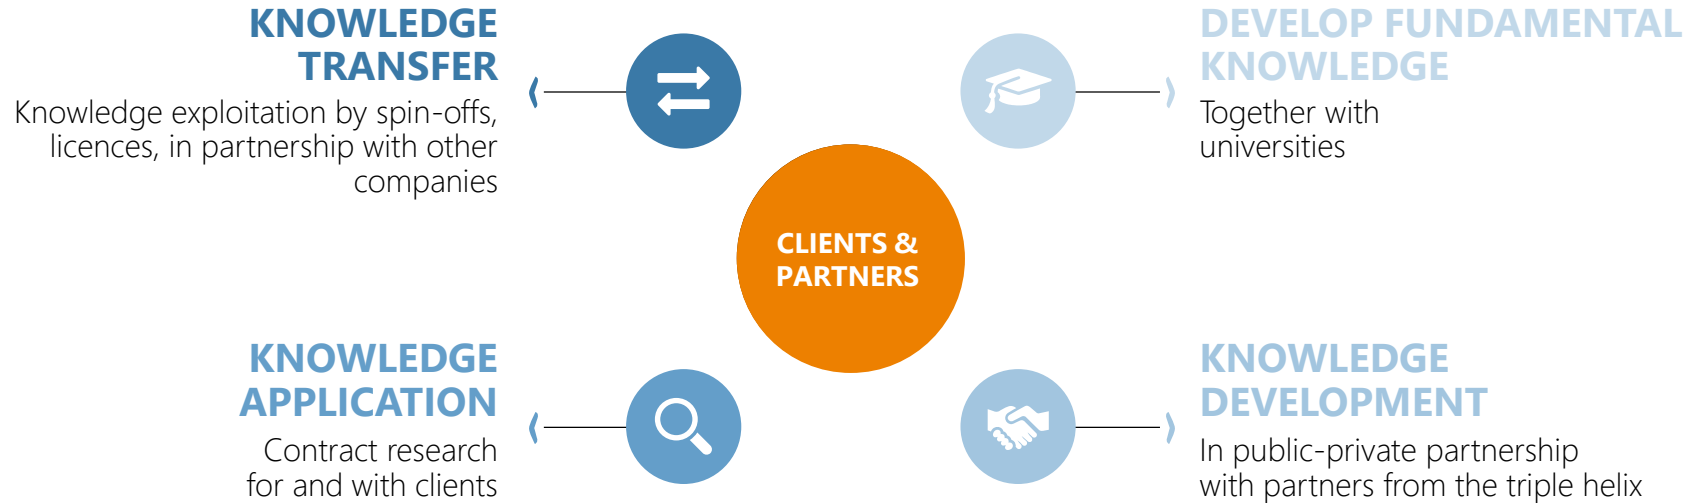 KNOWLEDGE
TRANSFER
Knowledge exploitation by spin-offs,
licences, in partnership with other
companies
DEVELOP FUNDAMENTAL
KNOWLEDGE
Together with
universities
CLIENTS &
PARTNERS
KNOWLEDGE
APPLICATION
Contract research
for and with clients
KNOWLEDGE
DEVELOPMENT
In public-private partnership
with partners from the triple helix